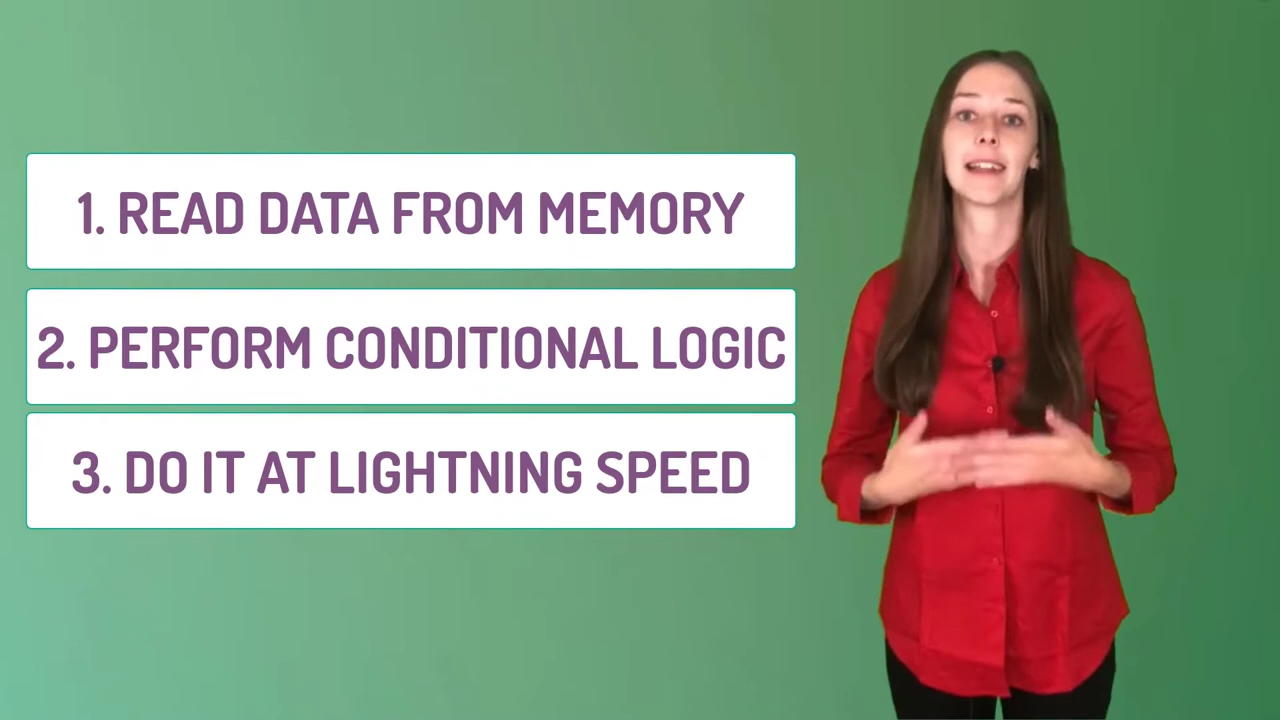 1. READ DATA FROM MEMORY
2. PERFORM CONDITIONAL LOGIC
3. DO IT AT LIGHTNING SPEED